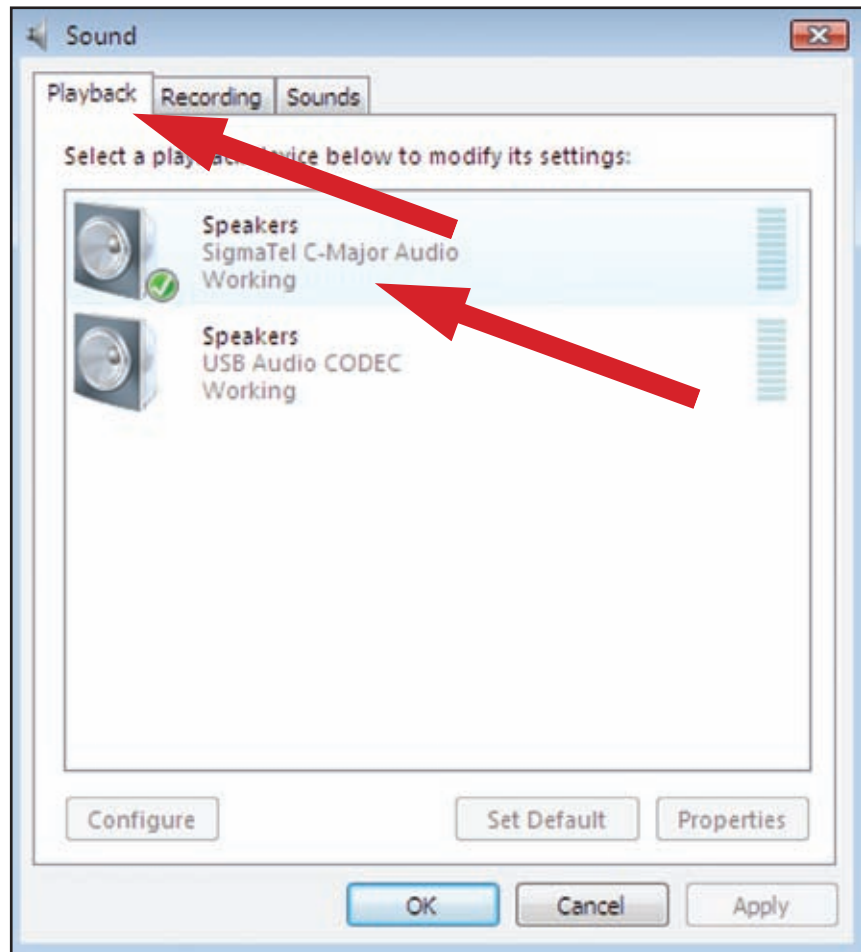 Sound
Playback Recording Sounds
Select a below to modify its settings:
Speakers
SigmaTel C-Major Audio
Working
Speakers
USB Audio CODEC
Working
Configure Set Default Properties
OK Cancel Apply